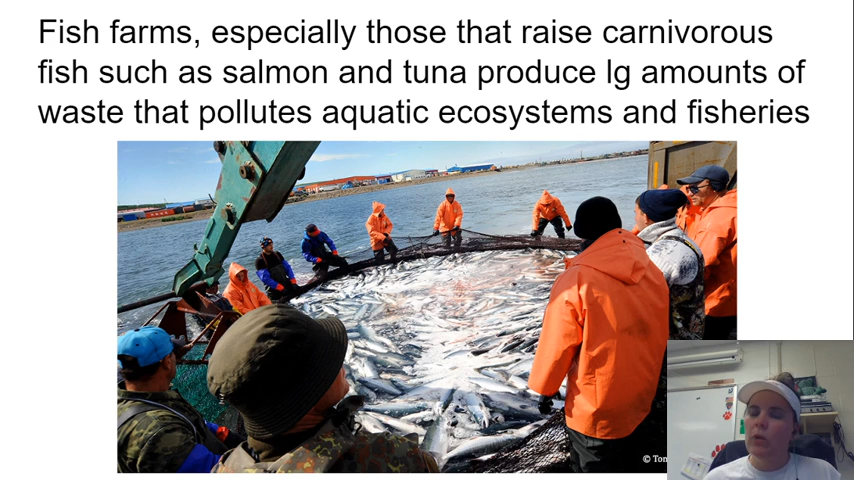 Fish farms, especially those that raise carnivorous
fish such as salmon and tuna produce lg amounts of
waste that pollutes aquatic ecosystems and fisheries
© Tom